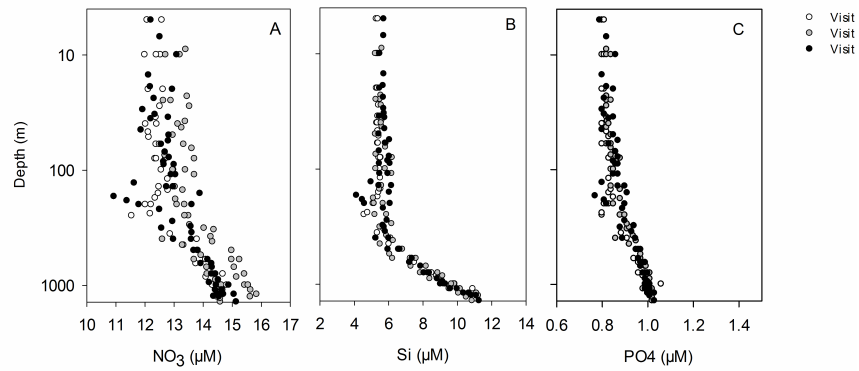 A
B
C
Visit
Visit
Visit
10
100
1000
Depth (m)
10 11 12 13 14 15 16 17
2 4 6 8 10 12 14
0.6 0.8 1.0 1.2 1.4
NO3 (µM)
Si (µM)
PO4 (µM)